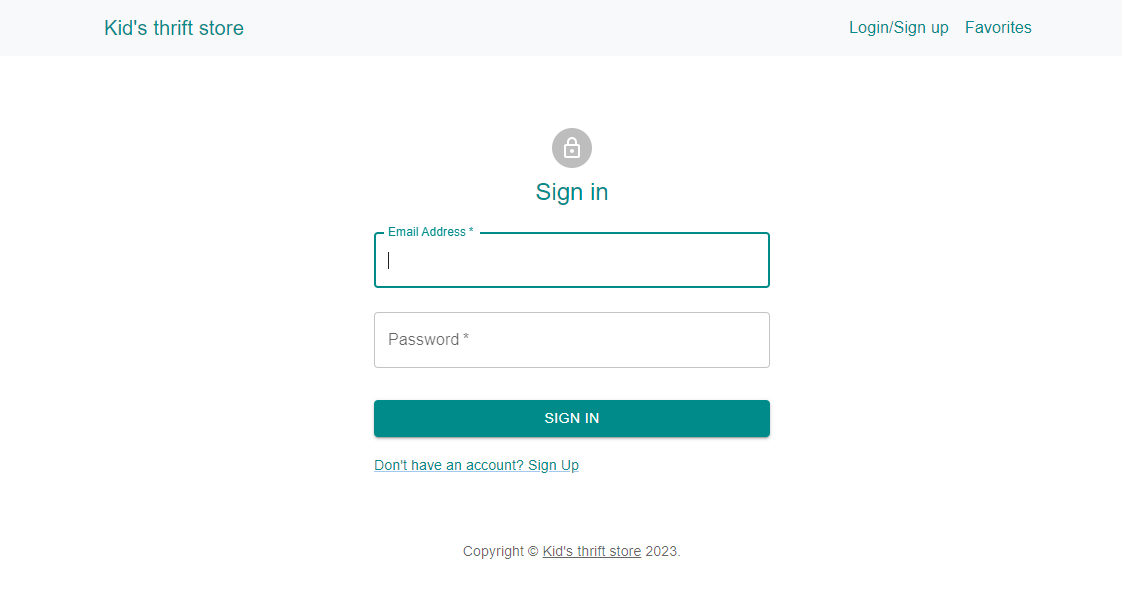 Kid's thrift store Login/Sign up Favorites
Sign in
Email Address *
Password *
SIGN IN
Don't have an account? Sign Up
Copyright © Kid's thrift store 2023.